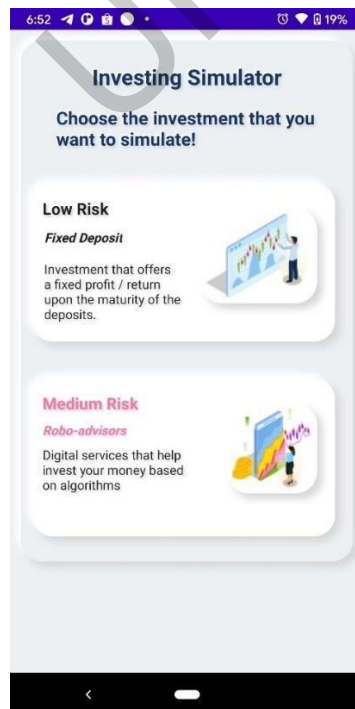 6:52 19%
Investing Simulator
Choose the investment that you
want to simulate!
Low Risk
Fixed Deposit
Investment that offers
a fixed profit / return
upon the maturity of the
deposits.
Medium Risk
Robo-advisors
Digital services that help
invest your money based
on algorithms